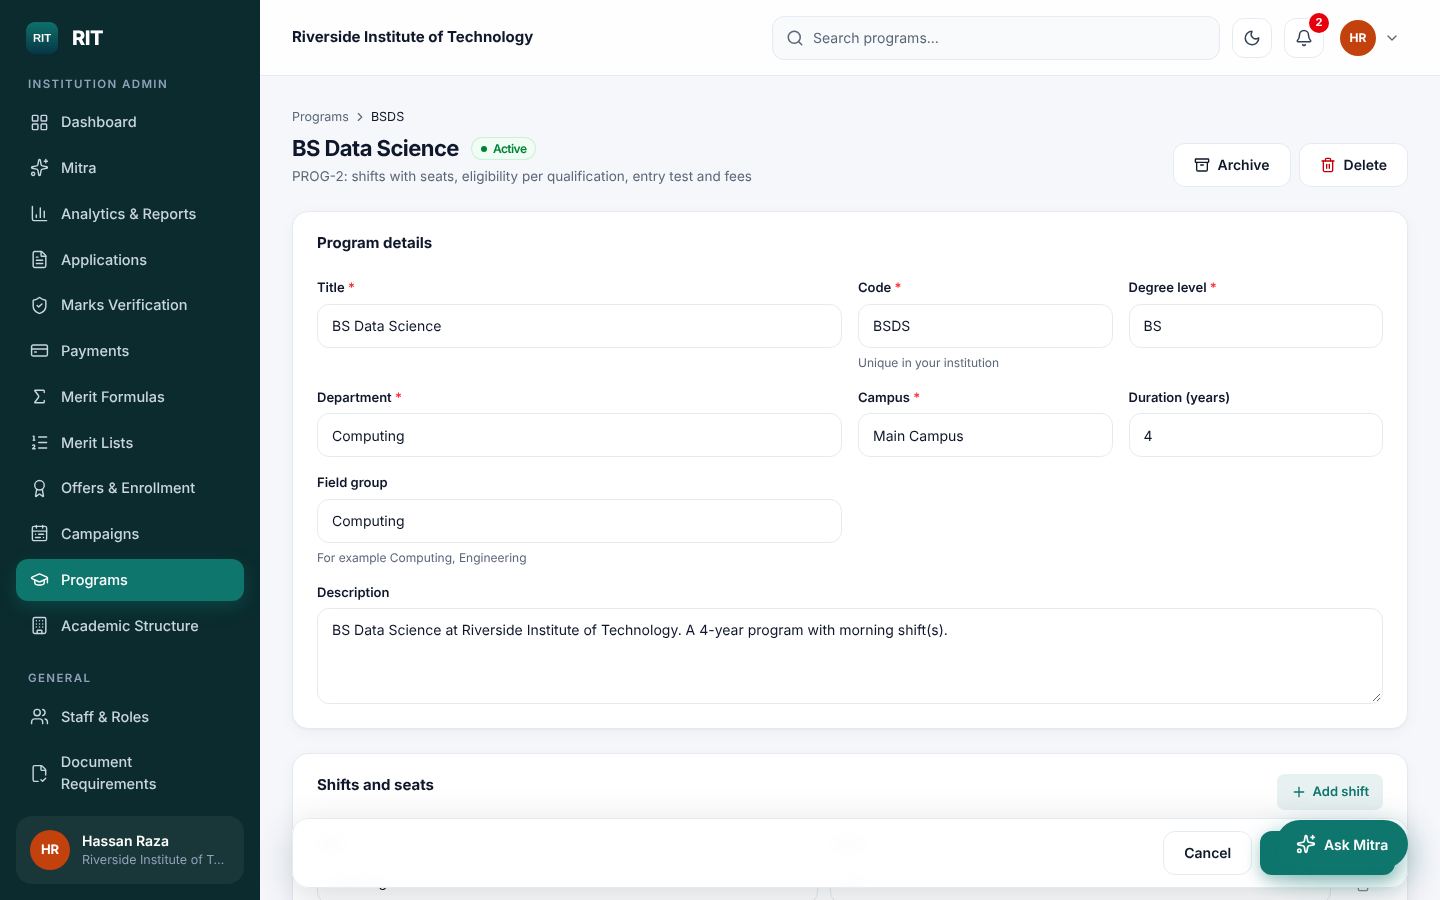 RIT
RIT
INSTITUTION ADMIN
Dashboard
Mitra
Analytics & Reports
Applications
Marks Verification
Payments
Merit Formulas
Merit Lists
Offers & Enrollment
Campaigns
Programs
Academic Structure
GENERAL
Staff & Roles
Document
Requirements
HR
Hassan Raza
Riverside Institute of T...
Riverside Institute of Technology
Search programs...
2
HR
Programs > BSDS
BS Data Science
Active
PROG-2: shifts with seats, eligibility per qualification, entry test and fees
Archive
Delete
Program details
Title *
Code *
Degree level *
BS Data Science
BSDS
BS
Unique in your institution
Department *
Campus *
Duration (years)
Computing
Main Campus
4
Field group
Computing
For example Computing, Engineering
Description
BS Data Science at Riverside Institute of Technology. A 4-year program with morning shift(s).
Shifts and seats
+ Add shift
Cancel
Ask Mitra